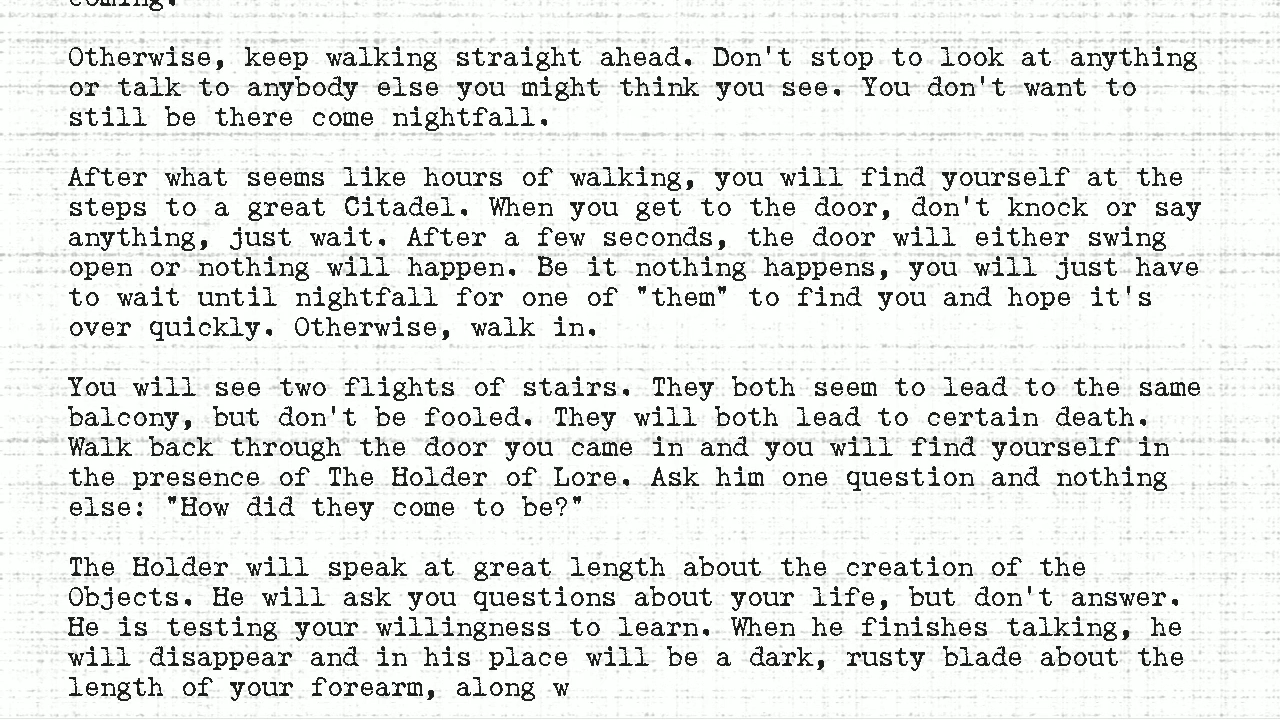 coming.
Otherwise, keep walking straight ahead. Don't stop to look at anything
or talk to anybody else you might think you see. You don't want to
still be there come nightfall.
After what seems like hours of walking, you will find yourself at the
steps to a great Citadel. When you get to the door, don't knock or say
anything, just wait. After a few seconds, the door will either swing
open or nothing will happen. Be it nothing happens, you will just have
to wait until nightfall for one of "them" to find you and hope it's
over quickly. Otherwise, walk in.
You will see two flights of stairs. They both seem to lead to the same
balcony, but don't be fooled. They will both lead to certain death.
Walk back through the door you came in and you will find yourself in
the presence of The Holder of Lore. Ask him one question and nothing
else: "How did they come to be?"
The Holder will speak at great length about the creation of the
Objects. He will ask you questions about your life, but don't answer.
He is testing your willingness to learn. When he finishes talking, he
will disappear and in his place will be a dark, rusty blade about the
length of your forearm, along w